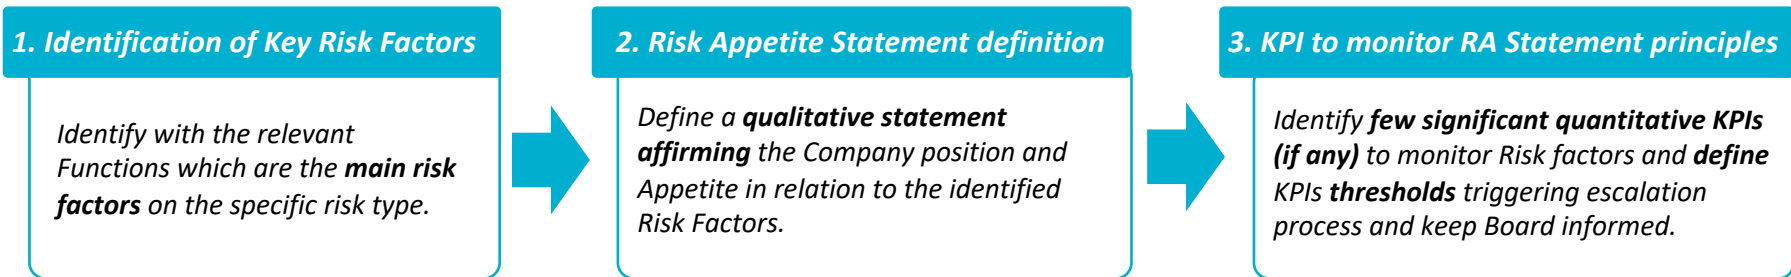 1. Identification of Key Risk Factors
Identify with the relevant
Functions which are the main risk
factors on the specific risk type.
2. Risk Appetite Statement definition
Define a qualitative statement
affirming the Company position and
Appetite in relation to the identified
Risk Factors.
3. KPI to monitor RA Statement principles
Identify few significant quantitative KPIs
(if any) to monitor Risk factors and define
KPIs thresholds triggering escalation
process and keep Board informed.